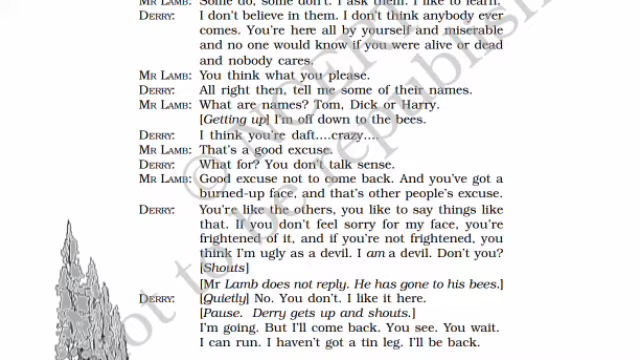 MR LAMB: Some do, some don't. I ask them. I like to learn.
DERRY: I don't believe in them. I don't think anybody ever
comes. You're here all by yourself and miserable
and no one would know if you were alive or dead
and nobody cares.
MR LAMB: You think what you please.
DERRY: All right then, tell me some of their names.
MR LAMB: What are names? Tom, Dick or Harry.
[Getting up] I'm off down to the bees.
DERRY: I think you're daft....crazy....
MR LAMB: That's a good excuse.
DERRY: What for? You don't talk sense.
MR LAMB: Good excuse not to come back. And you've got a
burned-up face, and that's other people's excuse.
DERRY: You're like the others, you like to say things like
that. If you don't feel sorry for my face, you're
frightened of it, and if you're not frightened, you
think I'm ugly as a devil. I am a devil. Don't you?
[Shouts]
[Mr Lamb does not reply. He has gone to his bees.]
DERRY: [Quietly] No. You don't. I like it here.
[Pause. Derry gets up and shouts.]
I'm going. But I'll come back. You see. You wait.
I can run. I haven't got a tin leg. I'll be back.
© NCERT
not to be republish